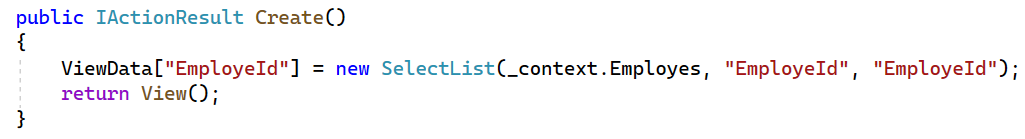 public IActionResult Create()
{
ViewData["EmployeId"] = new SelectList(_context.Employes, "EmployeId", "EmployeId");
return View();
}